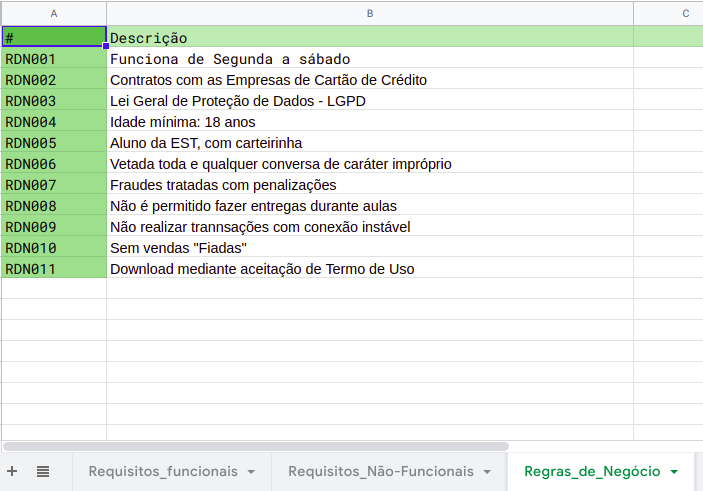 A B C
# Descrição
RDN001 Funciona de Segunda a sábado
RDN002 Contratos com as Empresas de Cartão de Crédito
RDN003 Lei Geral de Proteção de Dados - LGPD
RDN004 Idade mínima: 18 anos
RDN005 Aluno da EST, com carteirinha
RDN006 Vetada toda e qualquer conversa de caráter impróprio
RDN007 Fraudes tratadas com penalizações
RDN008 Não é permitido fazer entregas durante aulas
RDN009 Não realizar trannsações com conexão instável
RDN010 Sem vendas "Fiadas"
RDN011 Download mediante aceitação de Termo de Uso
Requisitos_funcionais Requisitos_Não-Funcionais Regras_de_Negócio